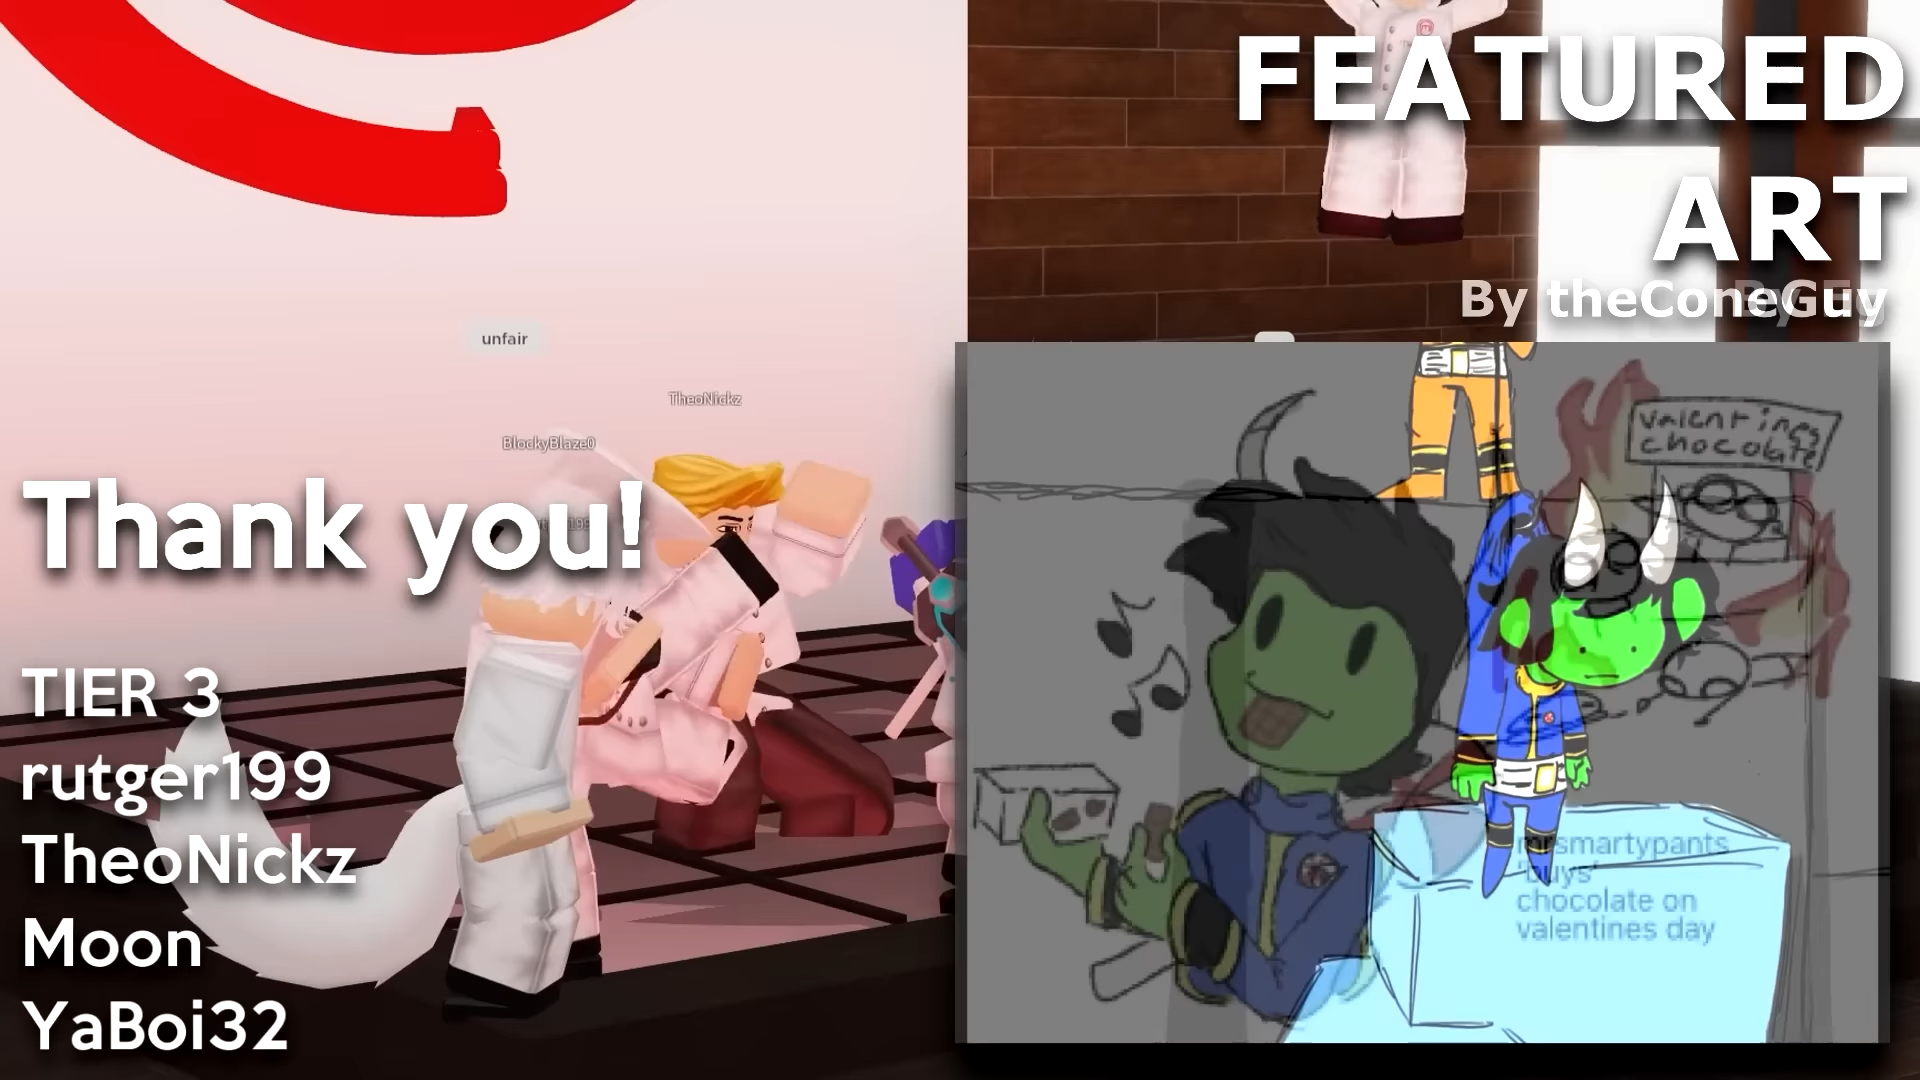 FEATURED
ART
By theConeGuy
unfair
TheoNickz
BlockyBlaze0
Thank you!
TIER 3
rutger199
TheoNickz
Moon
YaBoi32
valentines
chocolate
mrsmartypants
'buys'
chocolate on
valentines day